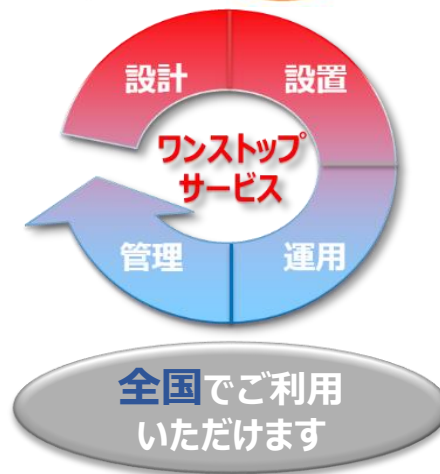 設計
設置
ワンストップ
サービス
管理
運用
全国でご利用
いただけます